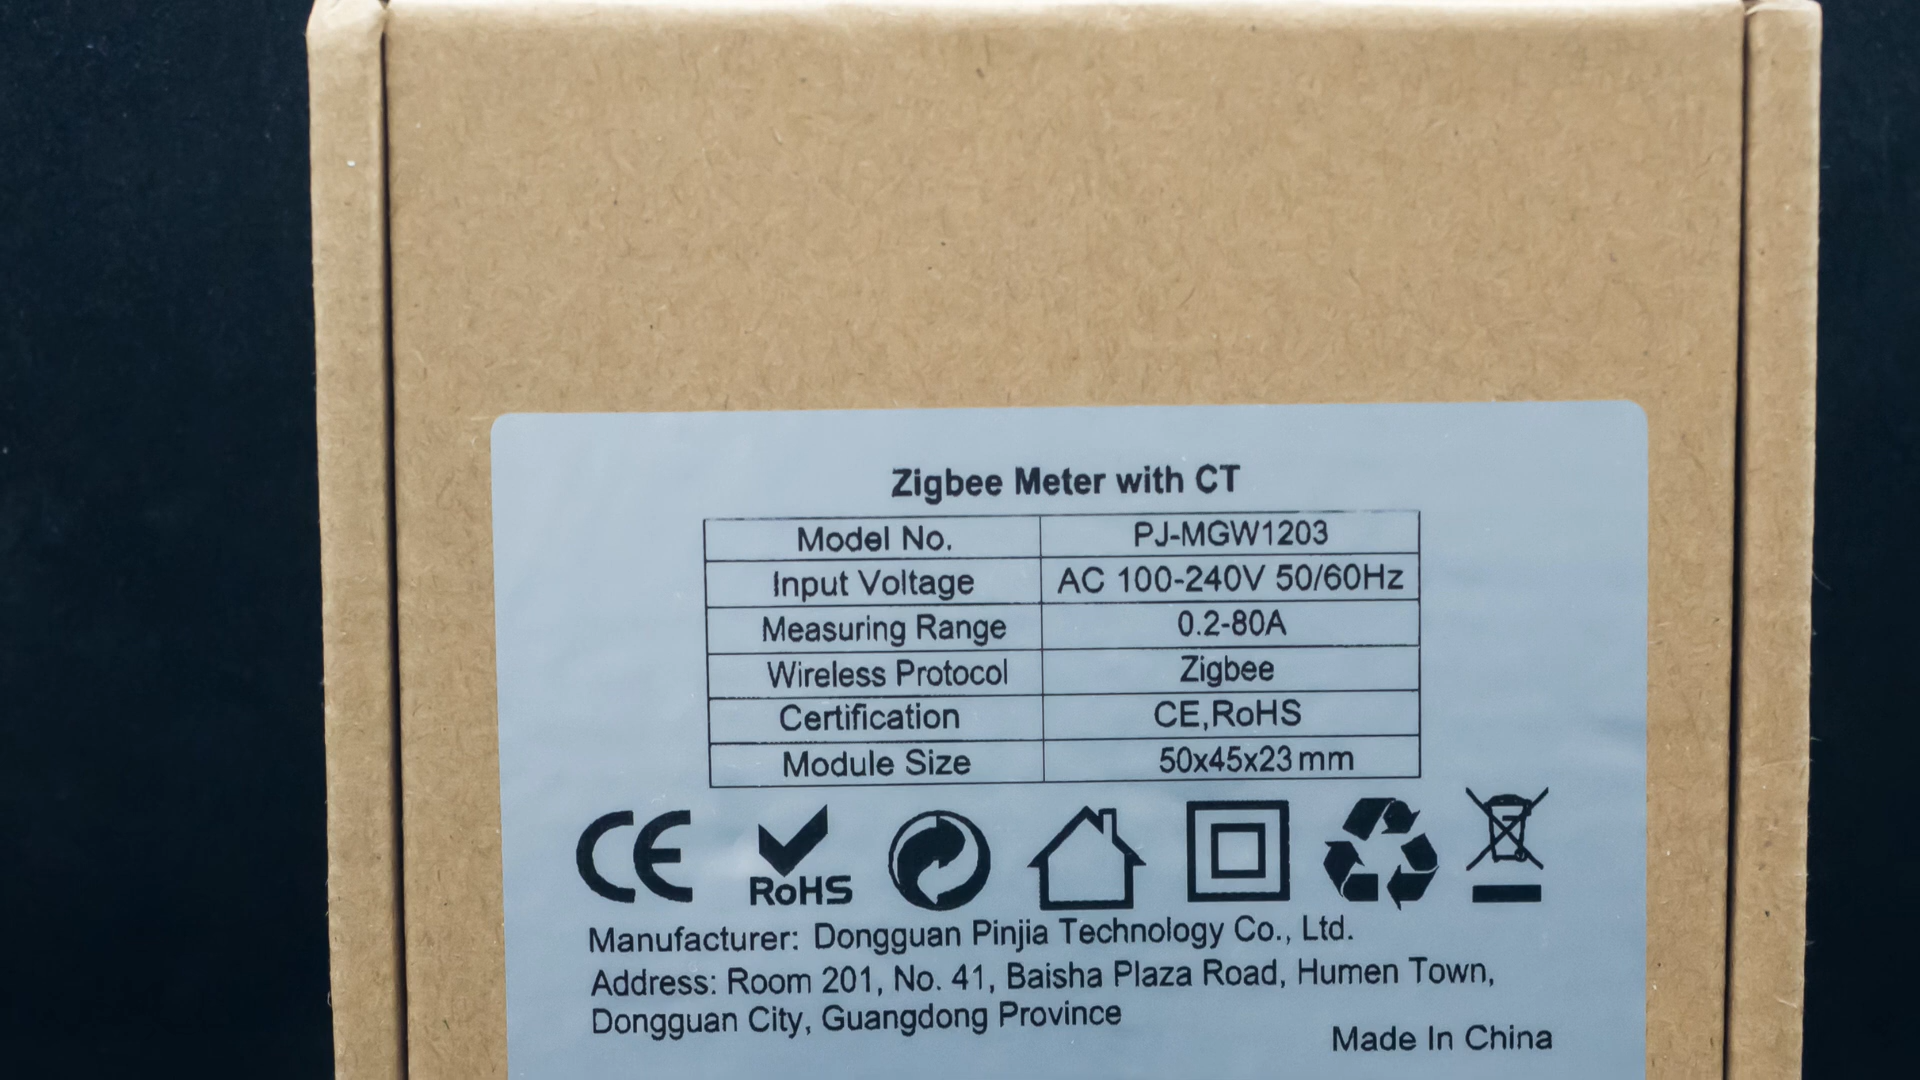 Zigbee Meter with CT
Model No. PJ-MGW1203
Input Voltage AC 100-240V 50/60Hz
Measuring Range 0.2-80A
Wireless Protocol Zigbee
Certification CE,RoHS
Module Size 50x45x23mm
CE RoHS
Manufacturer: Dongguan Pinjia Technology Co., Ltd.
Address: Room 201, No. 41, Baisha Plaza Road, Humen Town,
Dongguan City, Guangdong Province
Made In China